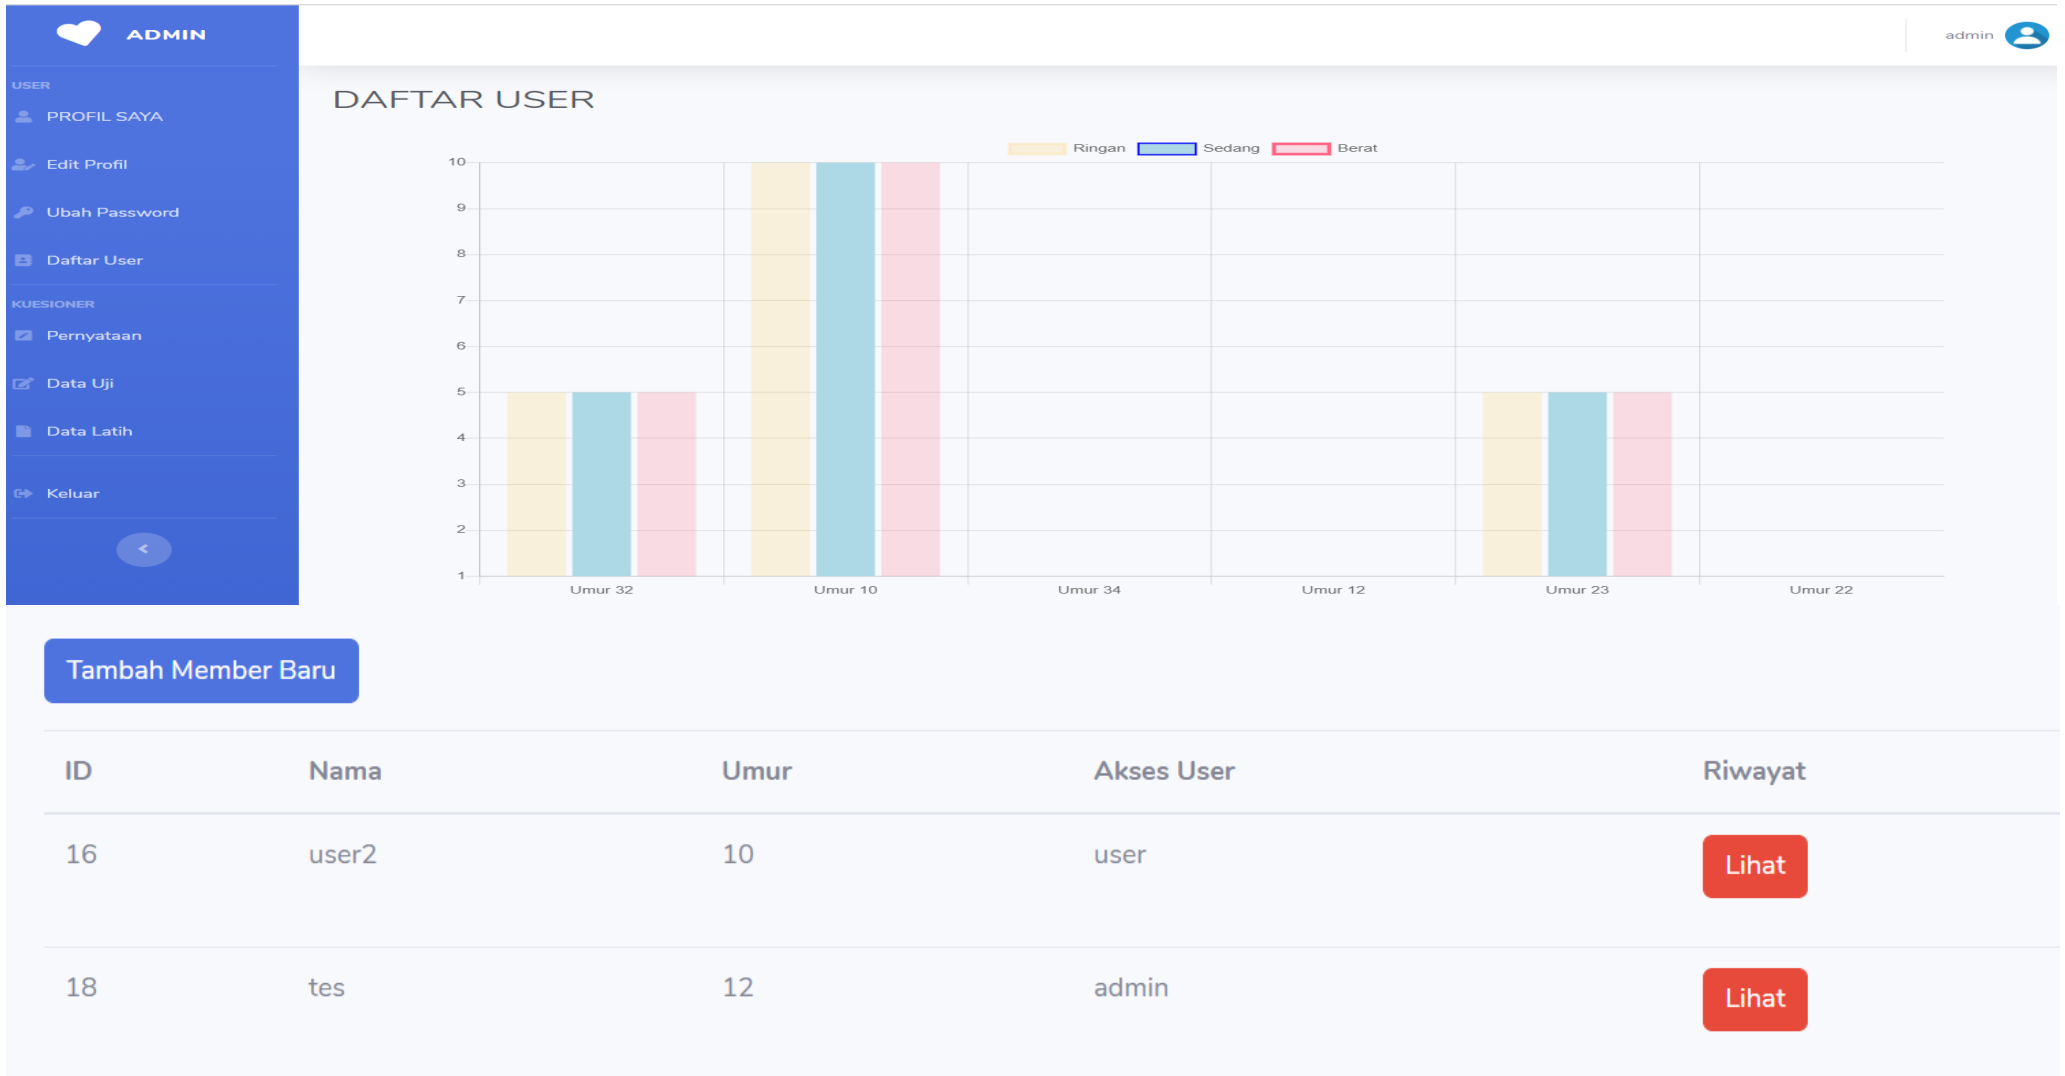 ADMIN
admin
USER
PROFIL SAYA
Edit Profil
Ubah Password
Daftar User
KUESIONER
Pernyataan
Data Uji
Data Latih
Keluar
DAFTAR USER
Ringan Sedang Berat
10
9
8
7
6
5
4
3
2
1
Umur 32 Umur 10 Umur 34 Umur 12 Umur 23 Umur 22
Tambah Member Baru
ID Nama Umur Akses User Riwayat
16 user2 10 user Lihat
18 tes 12 admin Lihat